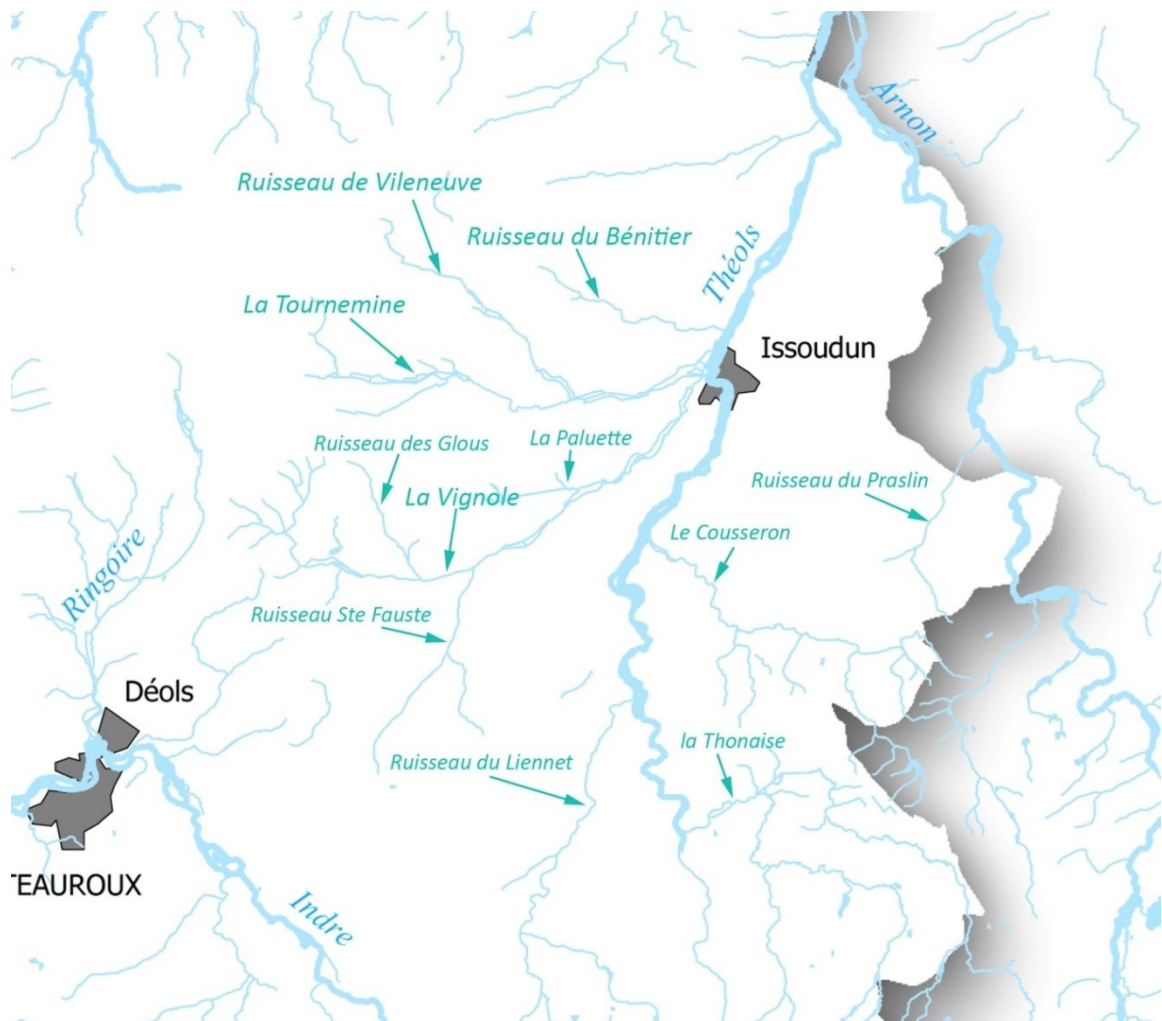 Arnon
Ruisseau de Vileneuve
Ruisseau du Bénitier
Théols
La Tournemine
Issoudun
Ruisseau des Glous
La Paluette
La Vignole
Ruisseau du Praslin
Le Cousseron
Ringoire
Ruisseau Ste Fauste
Déols
la Thonaise
Ruisseau du Liennet
TEAUROUX
Indre